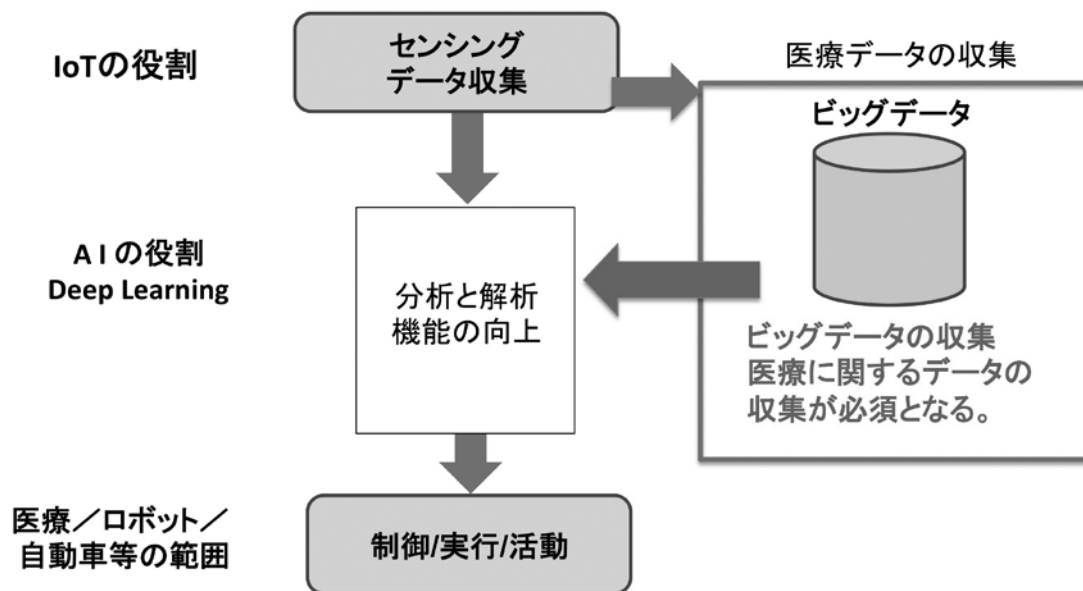 IoTの役割
センシング
データ収集
医療データの収集
ビッグデータ
A I の役割
Deep Learning
分析と解析
機能の向上
ビッグデータの収集
医療に関するデータの
収集が必須となる。
医療／ロボット／
自動車等の範囲
制御/実行/活動